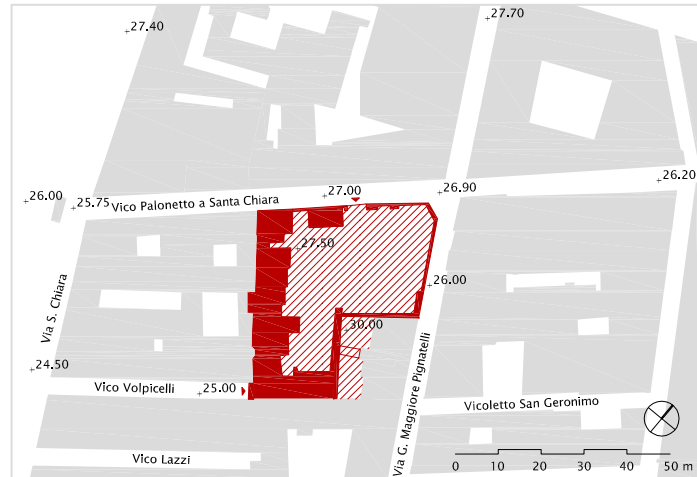 +27.40
+27.70
+26.20
+26.00
+25.75
Vico Palonetto a Santa Chiara
+27.00
+26.90
+27.50
+26.00
Via S. Chiara
+30.00
Via G. Maggiore Pignatelli
+24.50
Vico Volpicelli
+25.00
Vicoletto San Geronimo
Vico Lazzi
0 10 20 30 40 50 m